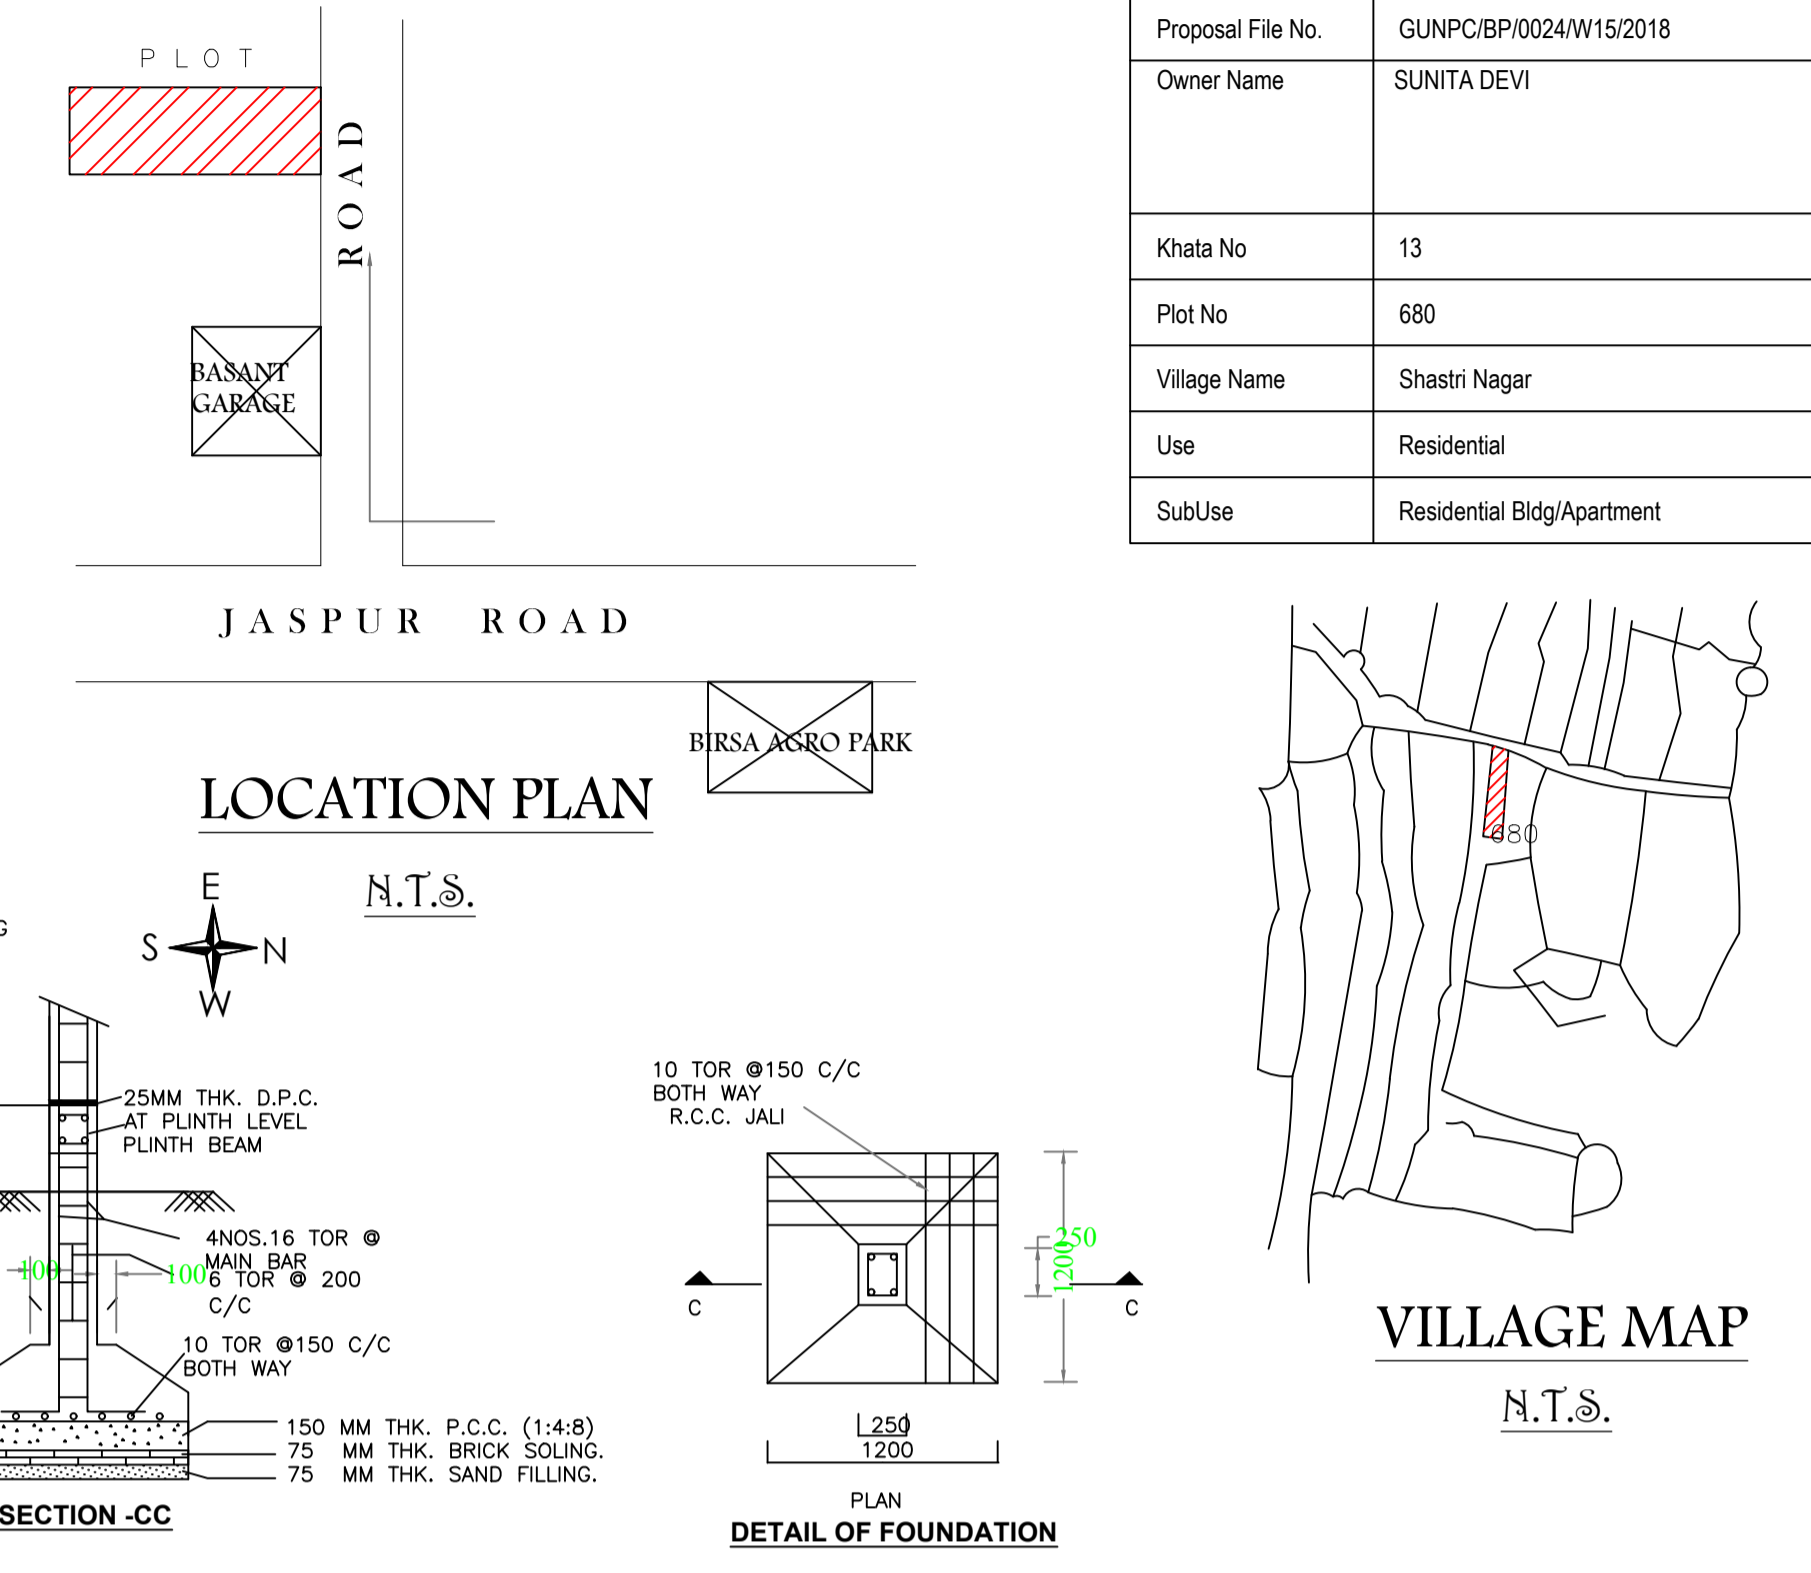 PLOT
ROAD
BASANT
GARAGE
JASPUR ROAD
BIRSA AGRO PARK
LOCATION PLAN
N.T.S.
Proposal File No. GUNPC/BP/0024/W15/2018
Owner Name SUNITA DEVI
Khata No 13
Plot No 680
Village Name Shastri Nagar
Use Residential
SubUse Residential Bldg/Apartment
680
VILLAGE MAP
N.T.S.
E
S N
W
G
25MM THK. D.P.C.
AT PLINTH LEVEL
PLINTH BEAM
4NOS.16 TOR @
MAIN BAR
100 100
6 TOR @ 200
C/C
10 TOR @150 C/C
BOTH WAY
150 MM THK. P.C.C. (1:4:8)
75 MM THK. BRICK SOLING.
75 MM THK. SAND FILLING.
SECTION -CC
10 TOR @150 C/C
BOTH WAY
R.C.C. JALI
250
1200
C C
250
1200
PLAN
DETAIL OF FOUNDATION